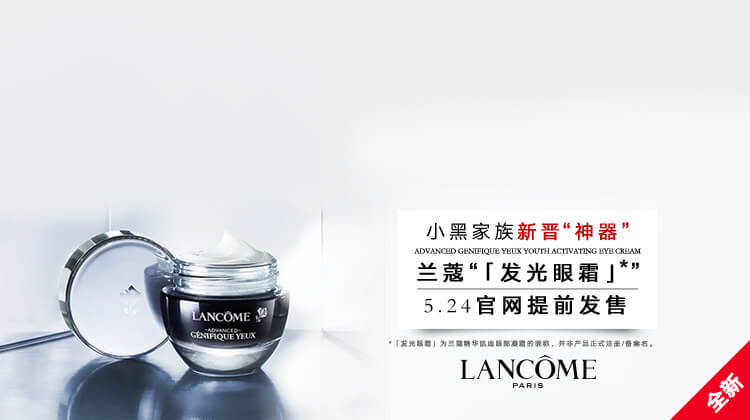 小黑家族新晋“神器”
ADVANCED GENIFIQUE YEUX YOUTH ACTIVATING EYE CREAM
兰蔻“「发光眼霜」*”
5.24官网提前发售
*「发光眼霜」为兰蔻精华肌底眼部凝霜的昵称,并非产品正式注册/备案名。
LANCÔME
PARIS
LANCÔME
-ADVANCED-
GÉNIFIQUE YEUX
全新